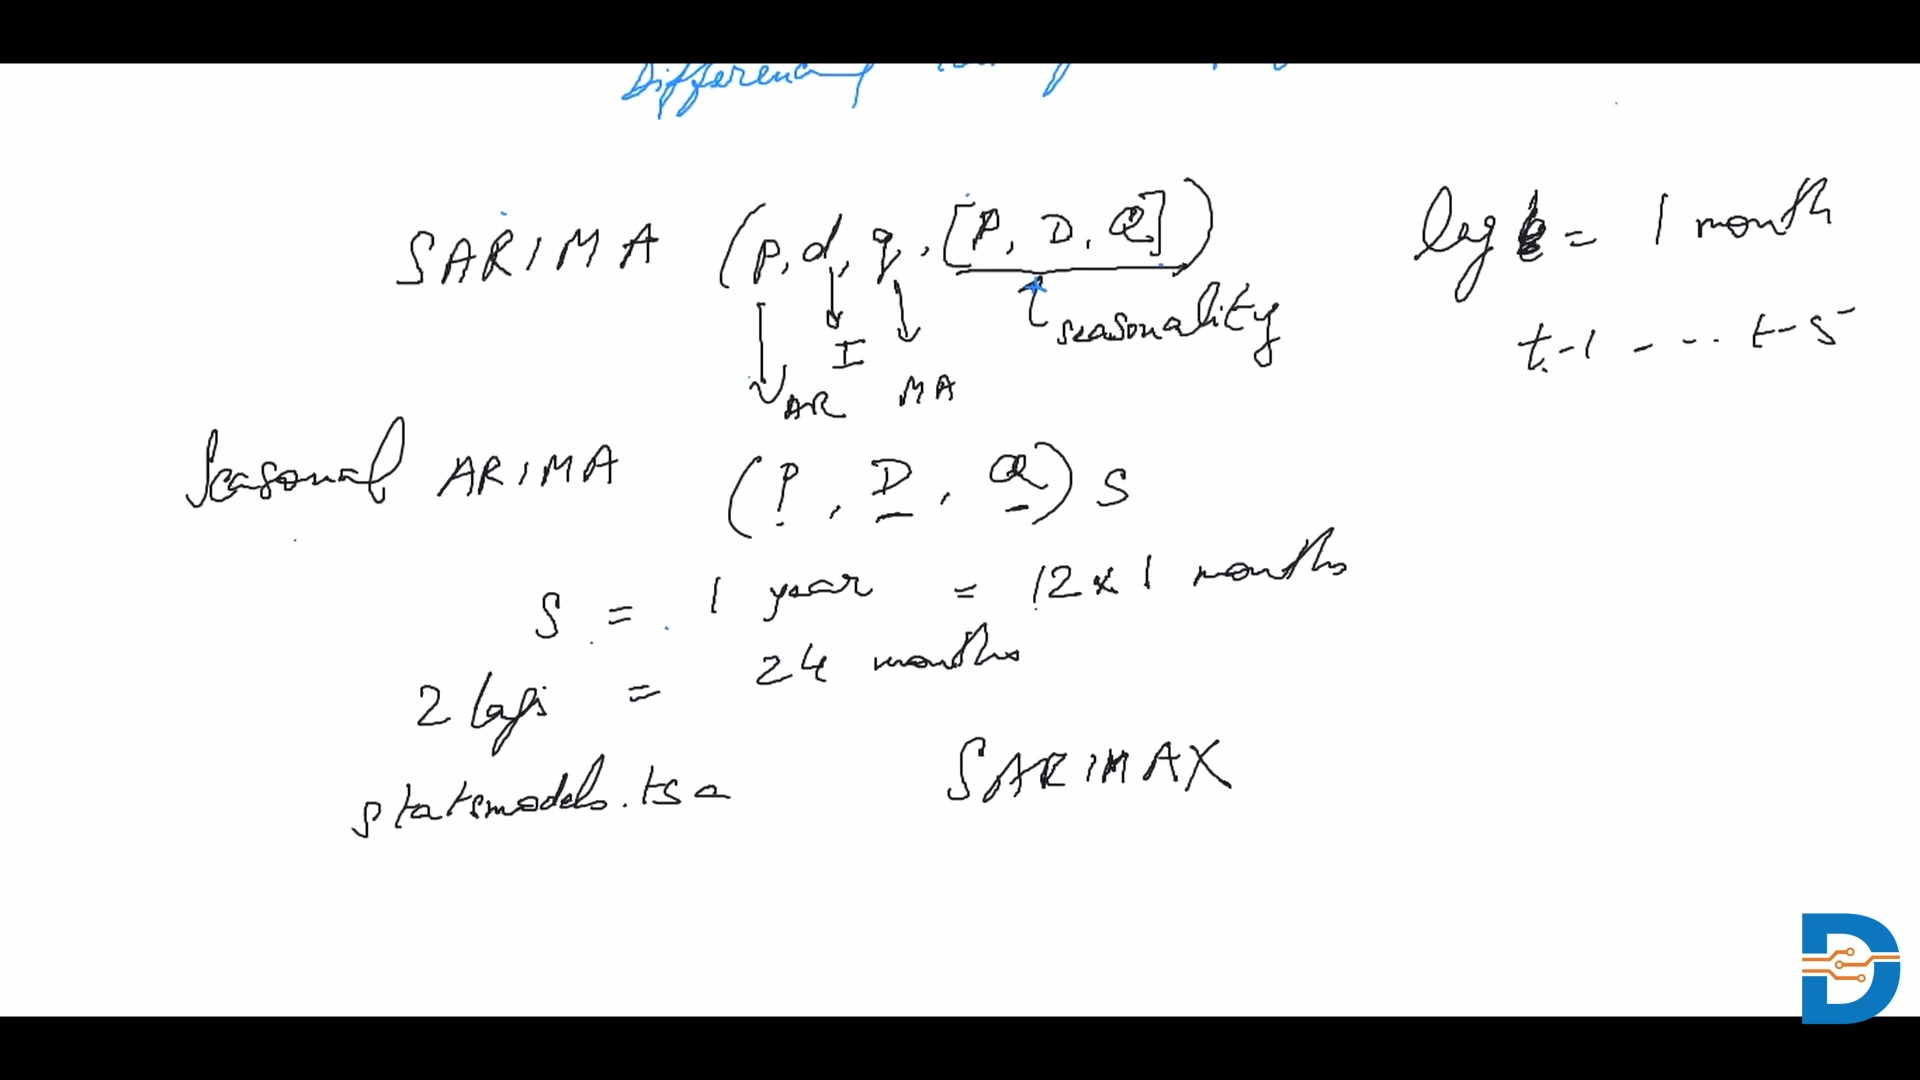 Differencing
SARIMA (p, d, q, [P, D, Q])
lag = 1 month
seasonality
t-1 - - ... t-5
I
AR MA
Seasonal ARIMA (P, D, Q) S
S = 1 year = 12 x 1 months
2 lags = 24 months
statsmodels.tsa SARIMAX